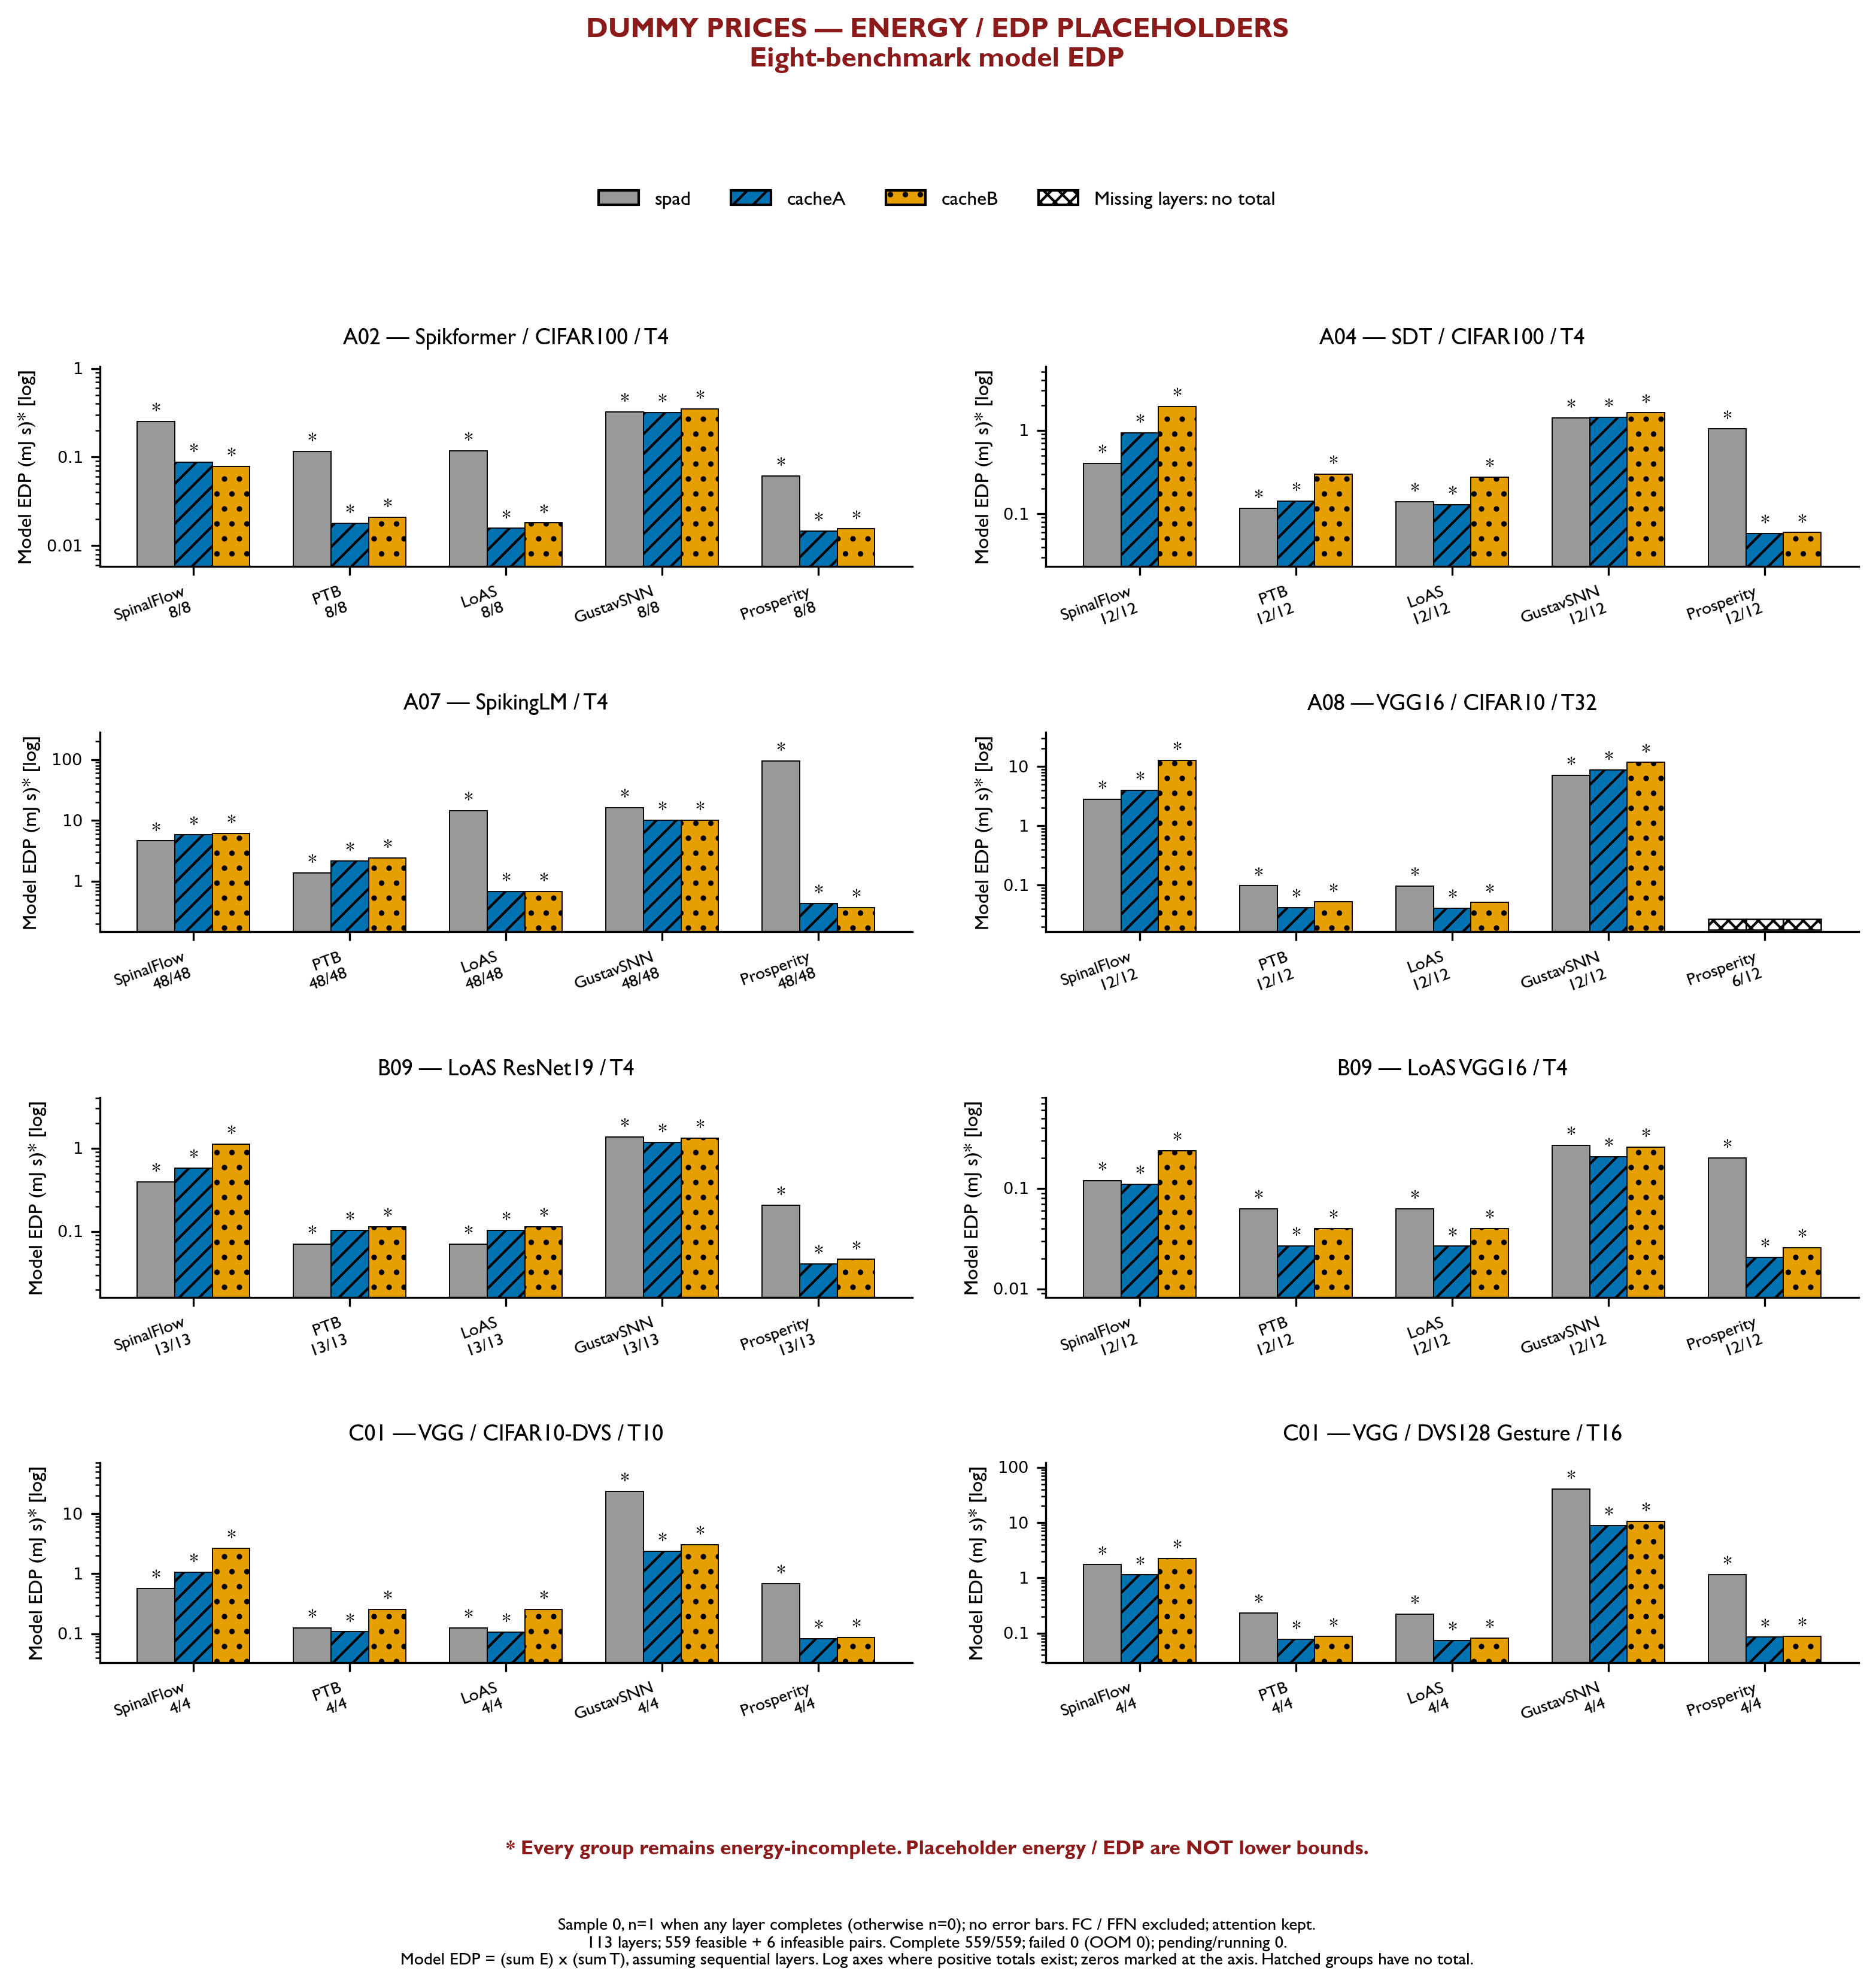 DUMMY PRICES — ENERGY / EDP PLACEHOLDERS
Eight-benchmark model EDP
spad
cacheA
cacheB
Missing layers: no total
A02 — Spikformer / CIFAR100 / T4
Model EDP (mJ s)* [log]
1
0.1
0.01
* * * * * * * * * * * * * * *
SpinalFlow
8/8
PTB
8/8
LoAS
8/8
GustavSNN
8/8
Prosperity
8/8
A04 — SDT / CIFAR100 / T4
Model EDP (mJ s)* [log]
1
0.1
* * * * * * * * * * * * * * *
SpinalFlow
12/12
PTB
12/12
LoAS
12/12
GustavSNN
12/12
Prosperity
12/12
A07 — SpikingLM / T4
Model EDP (mJ s)* [log]
100
10
1
* * * * * * * * * * * * * * *
SpinalFlow
48/48
PTB
48/48
LoAS
48/48
GustavSNN
48/48
Prosperity
48/48
A08 — VGG16 / CIFAR10 / T32
Model EDP (mJ s)* [log]
10
1
0.1
* * * * * * * * * * * *
SpinalFlow
12/12
PTB
12/12
LoAS
12/12
GustavSNN
12/12
Prosperity
6/12
B09 — LoAS ResNet19 / T4
Model EDP (mJ s)* [log]
1
0.1
* * * * * * * * * * * * * * *
SpinalFlow
13/13
PTB
13/13
LoAS
13/13
GustavSNN
13/13
Prosperity
13/13
B09 — LoAS VGG16 / T4
Model EDP (mJ s)* [log]
0.1
0.01
* * * * * * * * * * * * * * *
SpinalFlow
12/12
PTB
12/12
LoAS
12/12
GustavSNN
12/12
Prosperity
12/12
C01 — VGG / CIFAR10-DVS / T10
Model EDP (mJ s)* [log]
10
1
0.1
* * * * * * * * * * * * * * *
SpinalFlow
4/4
PTB
4/4
LoAS
4/4
GustavSNN
4/4
Prosperity
4/4
C01 — VGG / DVS128 Gesture / T16
Model EDP (mJ s)* [log]
100
10
1
0.1
* * * * * * * * * * * * * * *
SpinalFlow
4/4
PTB
4/4
LoAS
4/4
GustavSNN
4/4
Prosperity
4/4
* Every group remains energy-incomplete. Placeholder energy / EDP are NOT lower bounds.
Sample 0, n=1 when any layer completes (otherwise n=0); no error bars. FC / FFN excluded; attention kept.
113 layers; 559 feasible + 6 infeasible pairs. Complete 559/559; failed 0 (OOM 0); pending/running 0.
Model EDP = (sum E) x (sum T), assuming sequential layers. Log axes where positive totals exist; zeros marked at the axis. Hatched groups have no total.